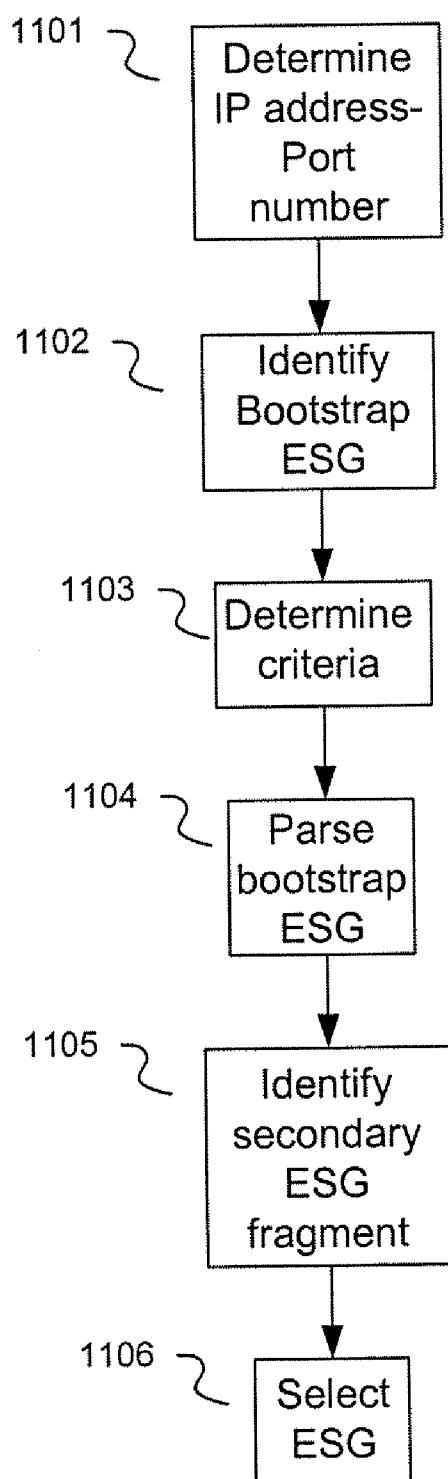 1101
Determine
IP address-
Port
number
1102
Identify
Bootstrap
ESG
1103
Determine
criteria
1104
Parse
bootstrap
ESG
1105
Identify
secondary
ESG
fragment
1106
Select
ESG